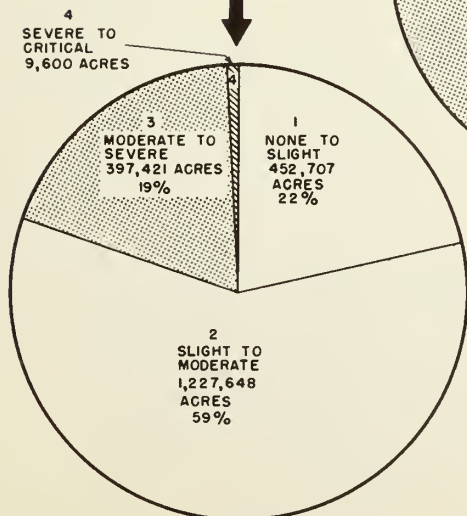 4
SEVERE TO
CRITICAL
9,600 ACRES
4
3
MODERATE TO
SEVERE
397,421 ACRES
19%
1
NONE TO
SLIGHT
452,707
ACRES
22%
2
SLIGHT TO
MODERATE
1,227,648
ACRES
59%